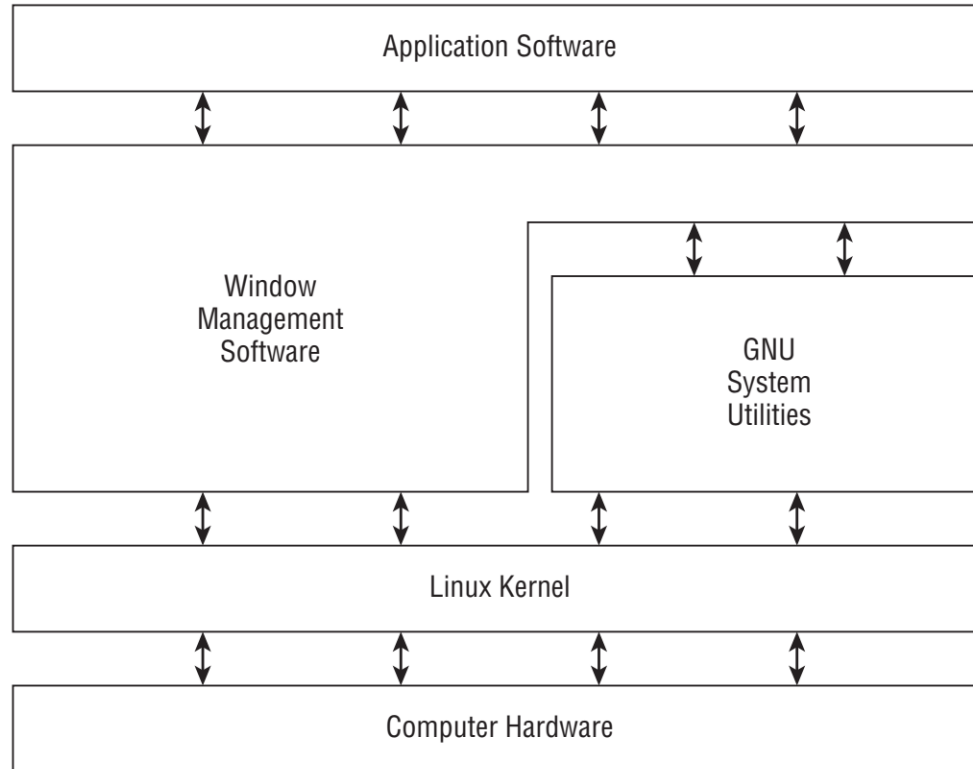 Application Software
Window
Management
Software
GNU
System
Utilities
Linux Kernel
Computer Hardware